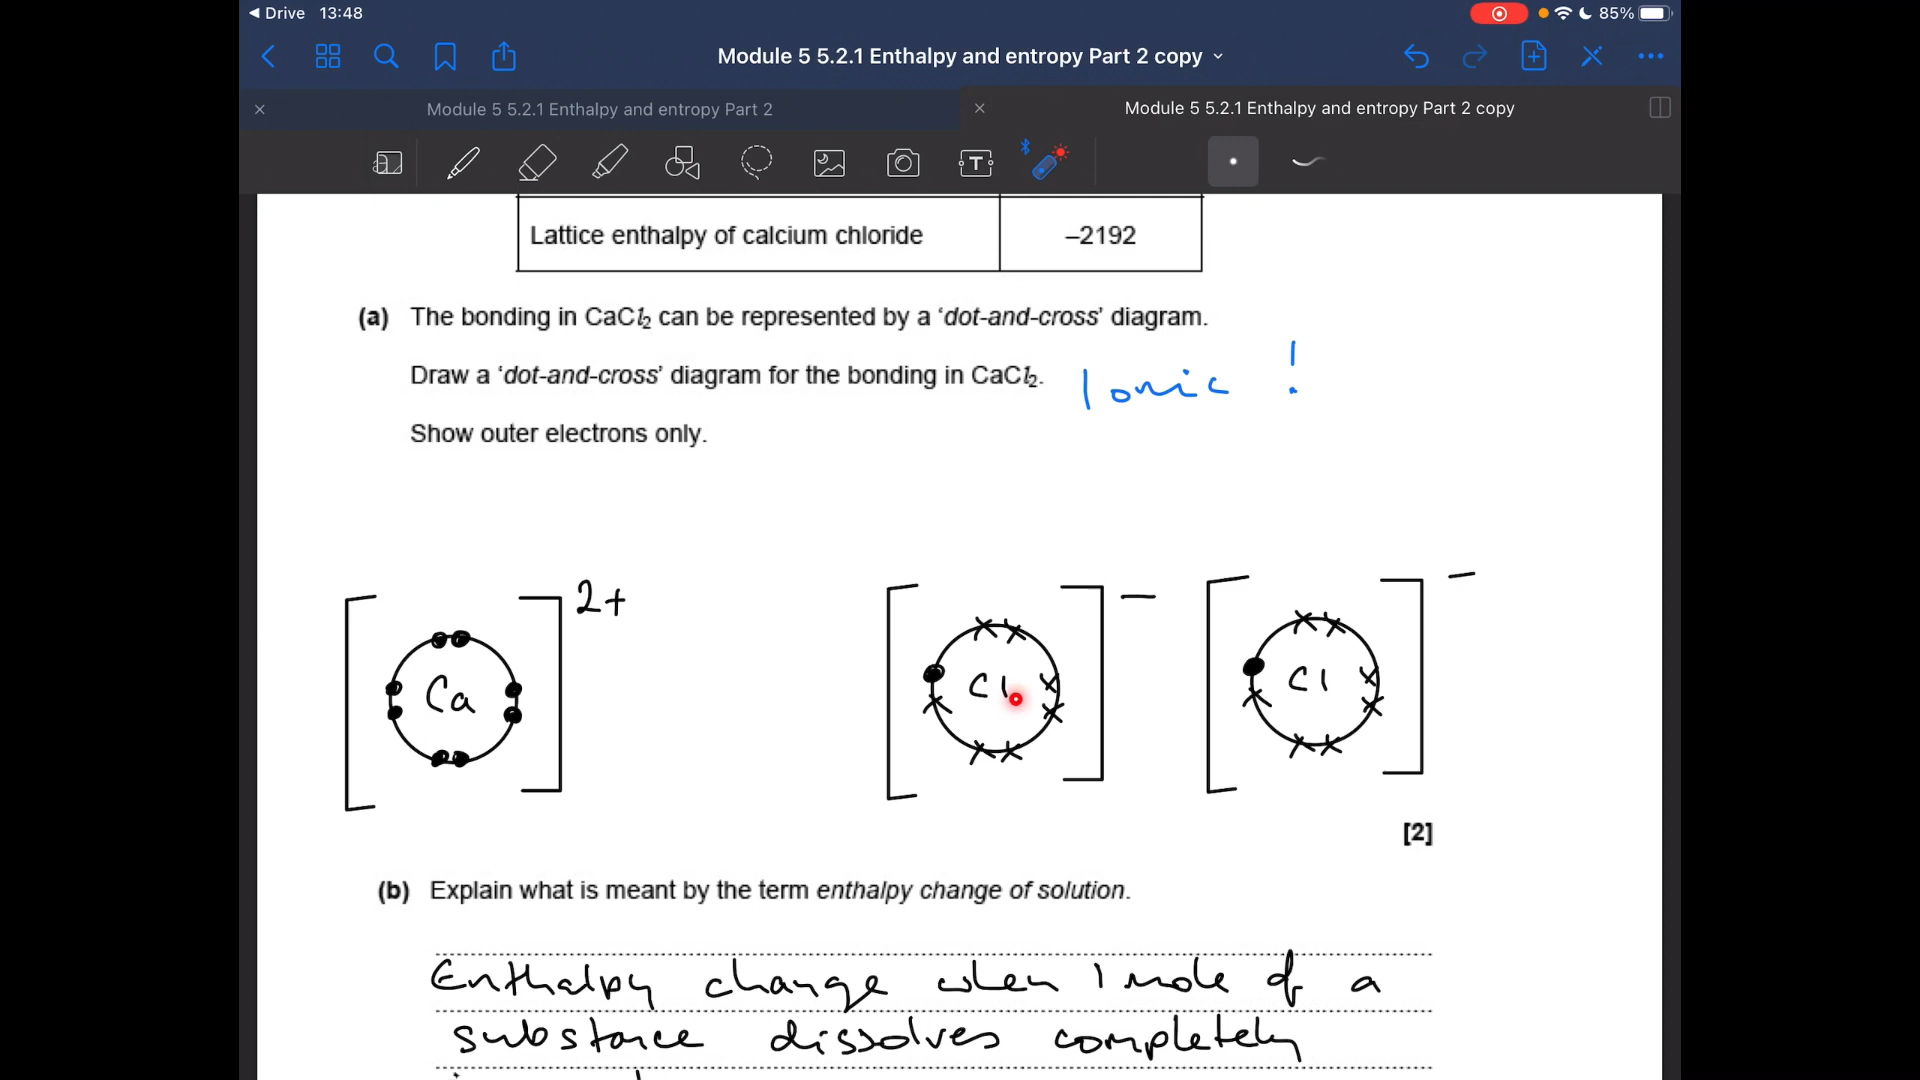 Drive 13:48
85%
Module 5 5.2.1 Enthalpy and entropy Part 2 copy
Module 5 5.2.1 Enthalpy and entropy Part 2
Module 5 5.2.1 Enthalpy and entropy Part 2 copy
T
Lattice enthalpy of calcium chloride –2192
(a) The bonding in CaCl₂ can be represented by a ‘dot-and-cross’ diagram.
Draw a ‘dot-and-cross’ diagram for the bonding in CaCl₂. Ionic !
Show outer electrons only.
Ca 2+ Cl – Cl –
[2]
(b) Explain what is meant by the term enthalpy change of solution.
Enthalpy change when 1 mole of a
substance dissolves completely